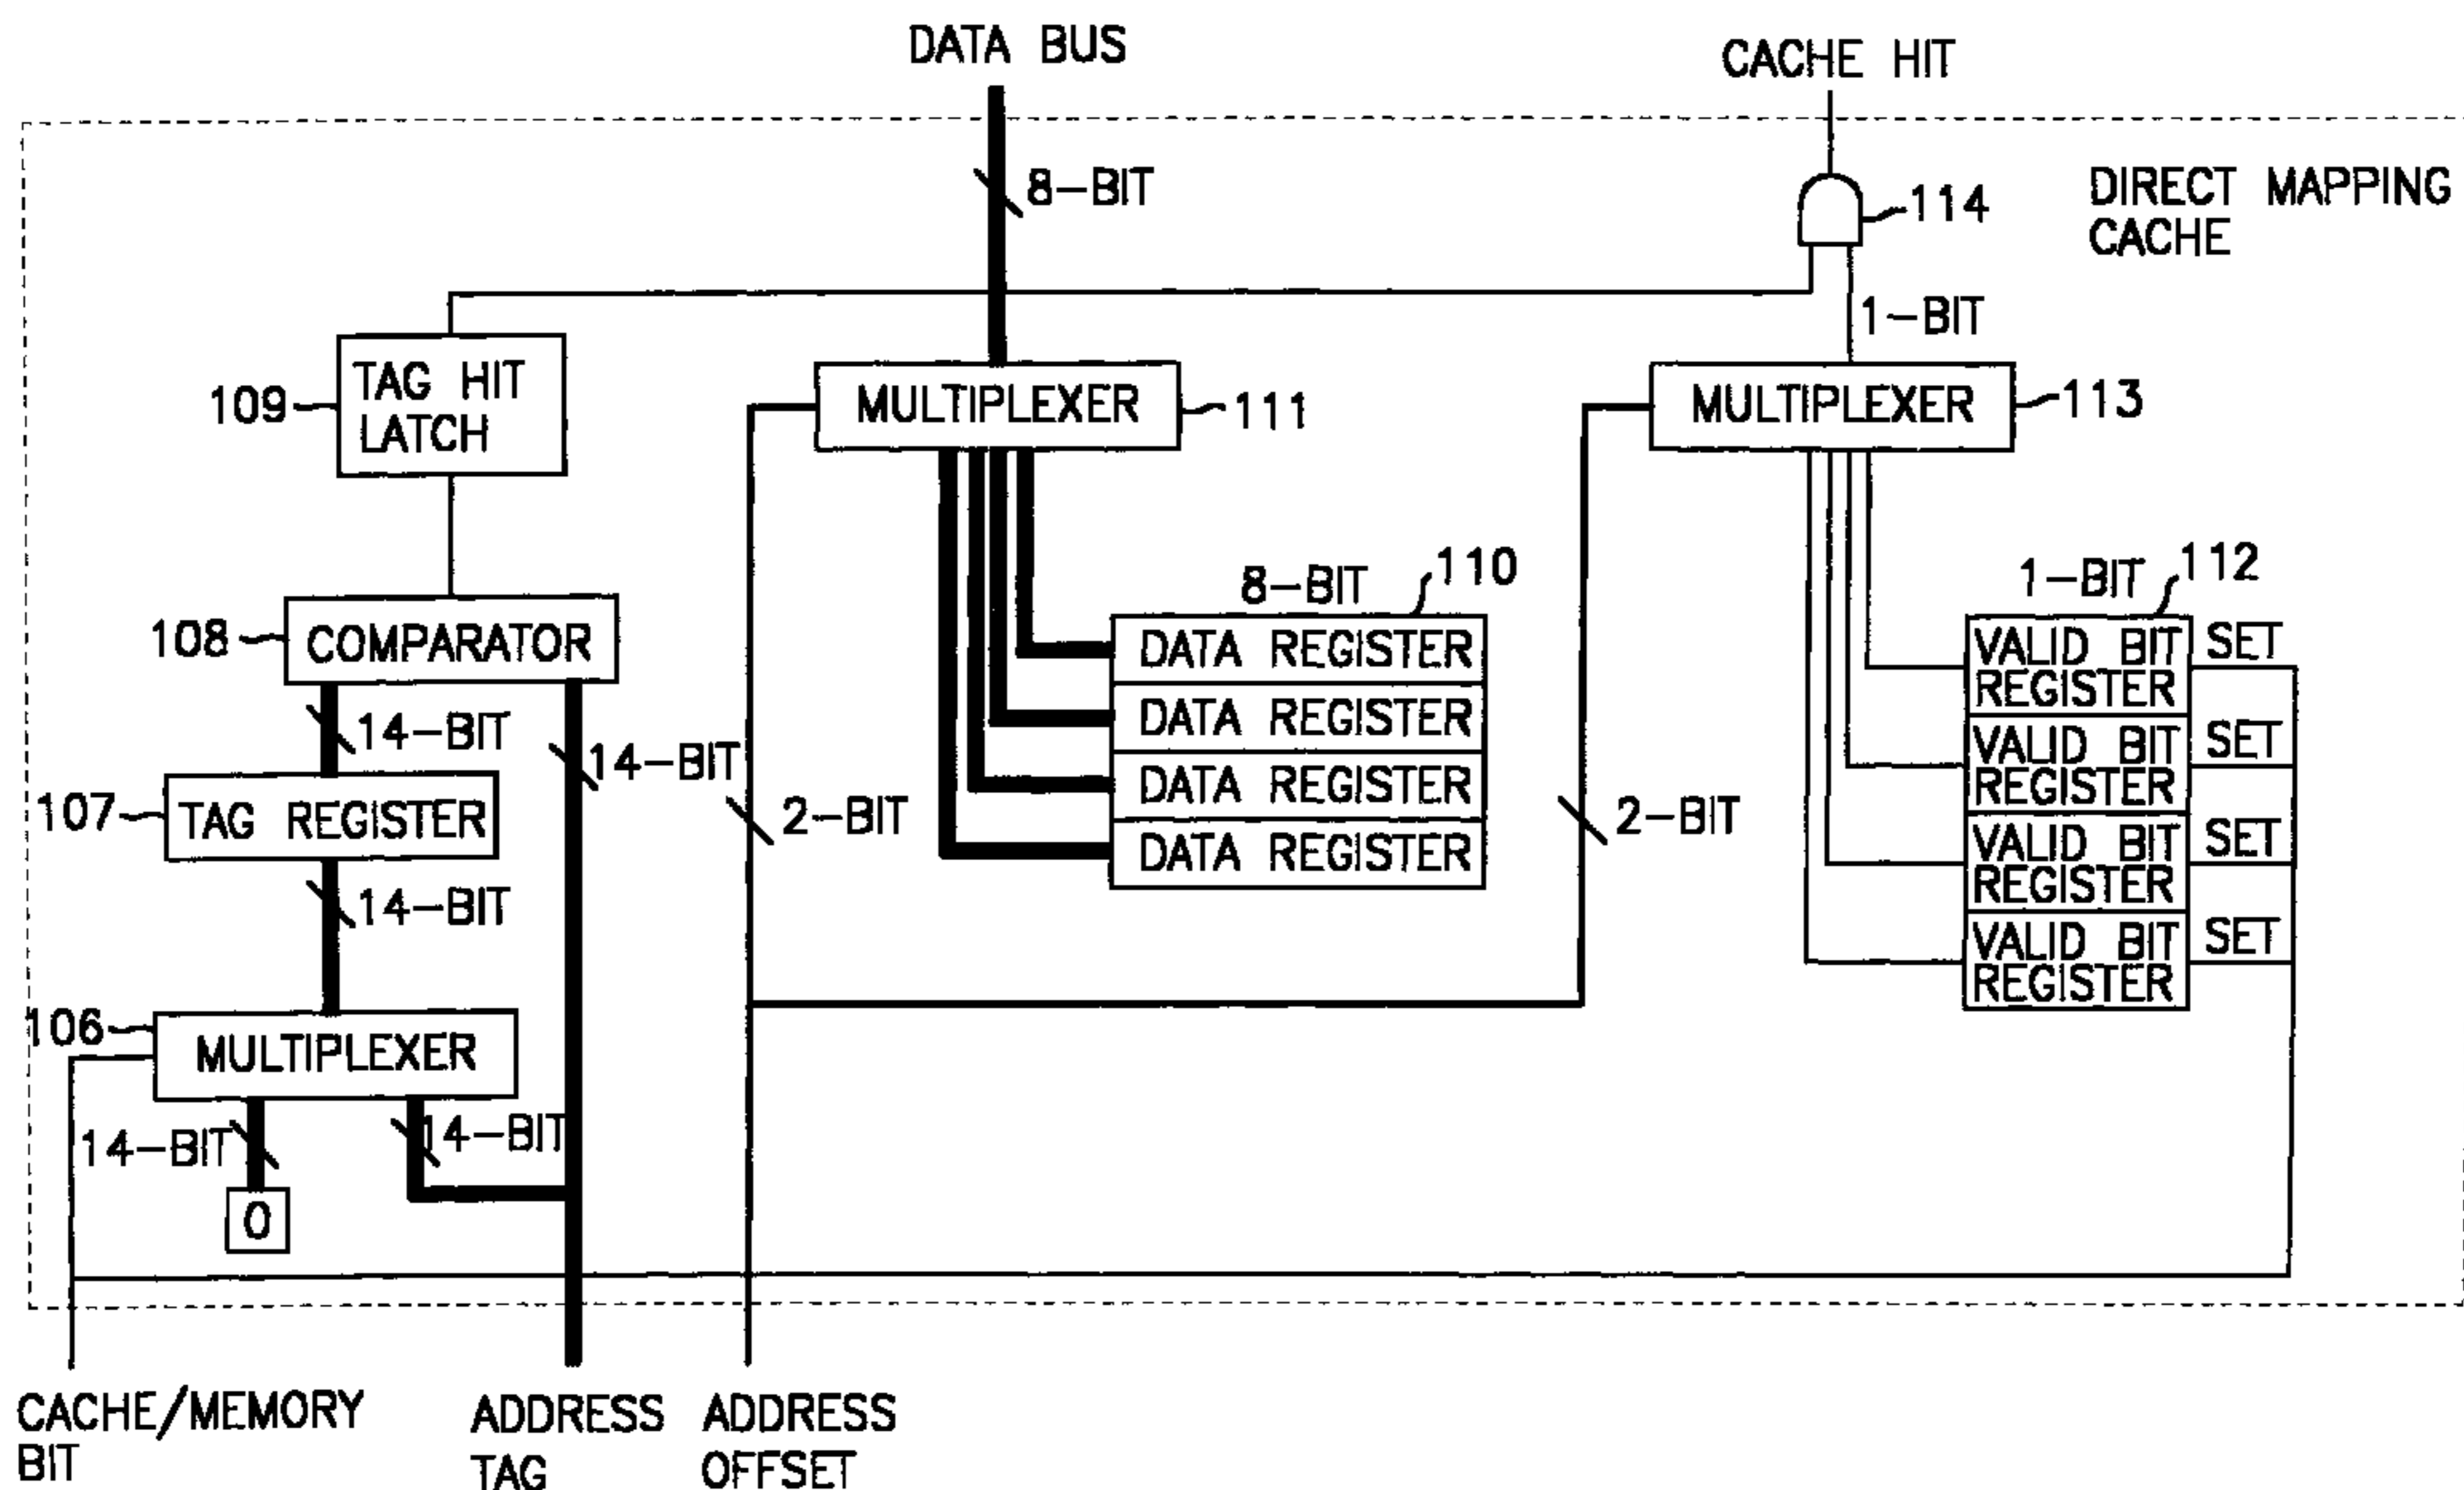 DATA BUS
CACHE HIT
8-BIT
114
DIRECT MAPPING
CACHE
1-BIT
TAG HIT
LATCH
109
MULTIPLEXER
111
MULTIPLEXER
113
8-BIT
110
1-BIT
112
108
COMPARATOR
DATA REGISTER
DATA REGISTER
DATA REGISTER
DATA REGISTER
VALID BIT
REGISTER
SET
VALID BIT
REGISTER
SET
VALID BIT
REGISTER
SET
VALID BIT
REGISTER
SET
14-BIT
14-BIT
107
TAG REGISTER
2-BIT
2-BIT
14-BIT
106
MULTIPLEXER
14-BIT
14-BIT
0
CACHE/MEMORY
BIT
ADDRESS
TAG
ADDRESS
OFFSET